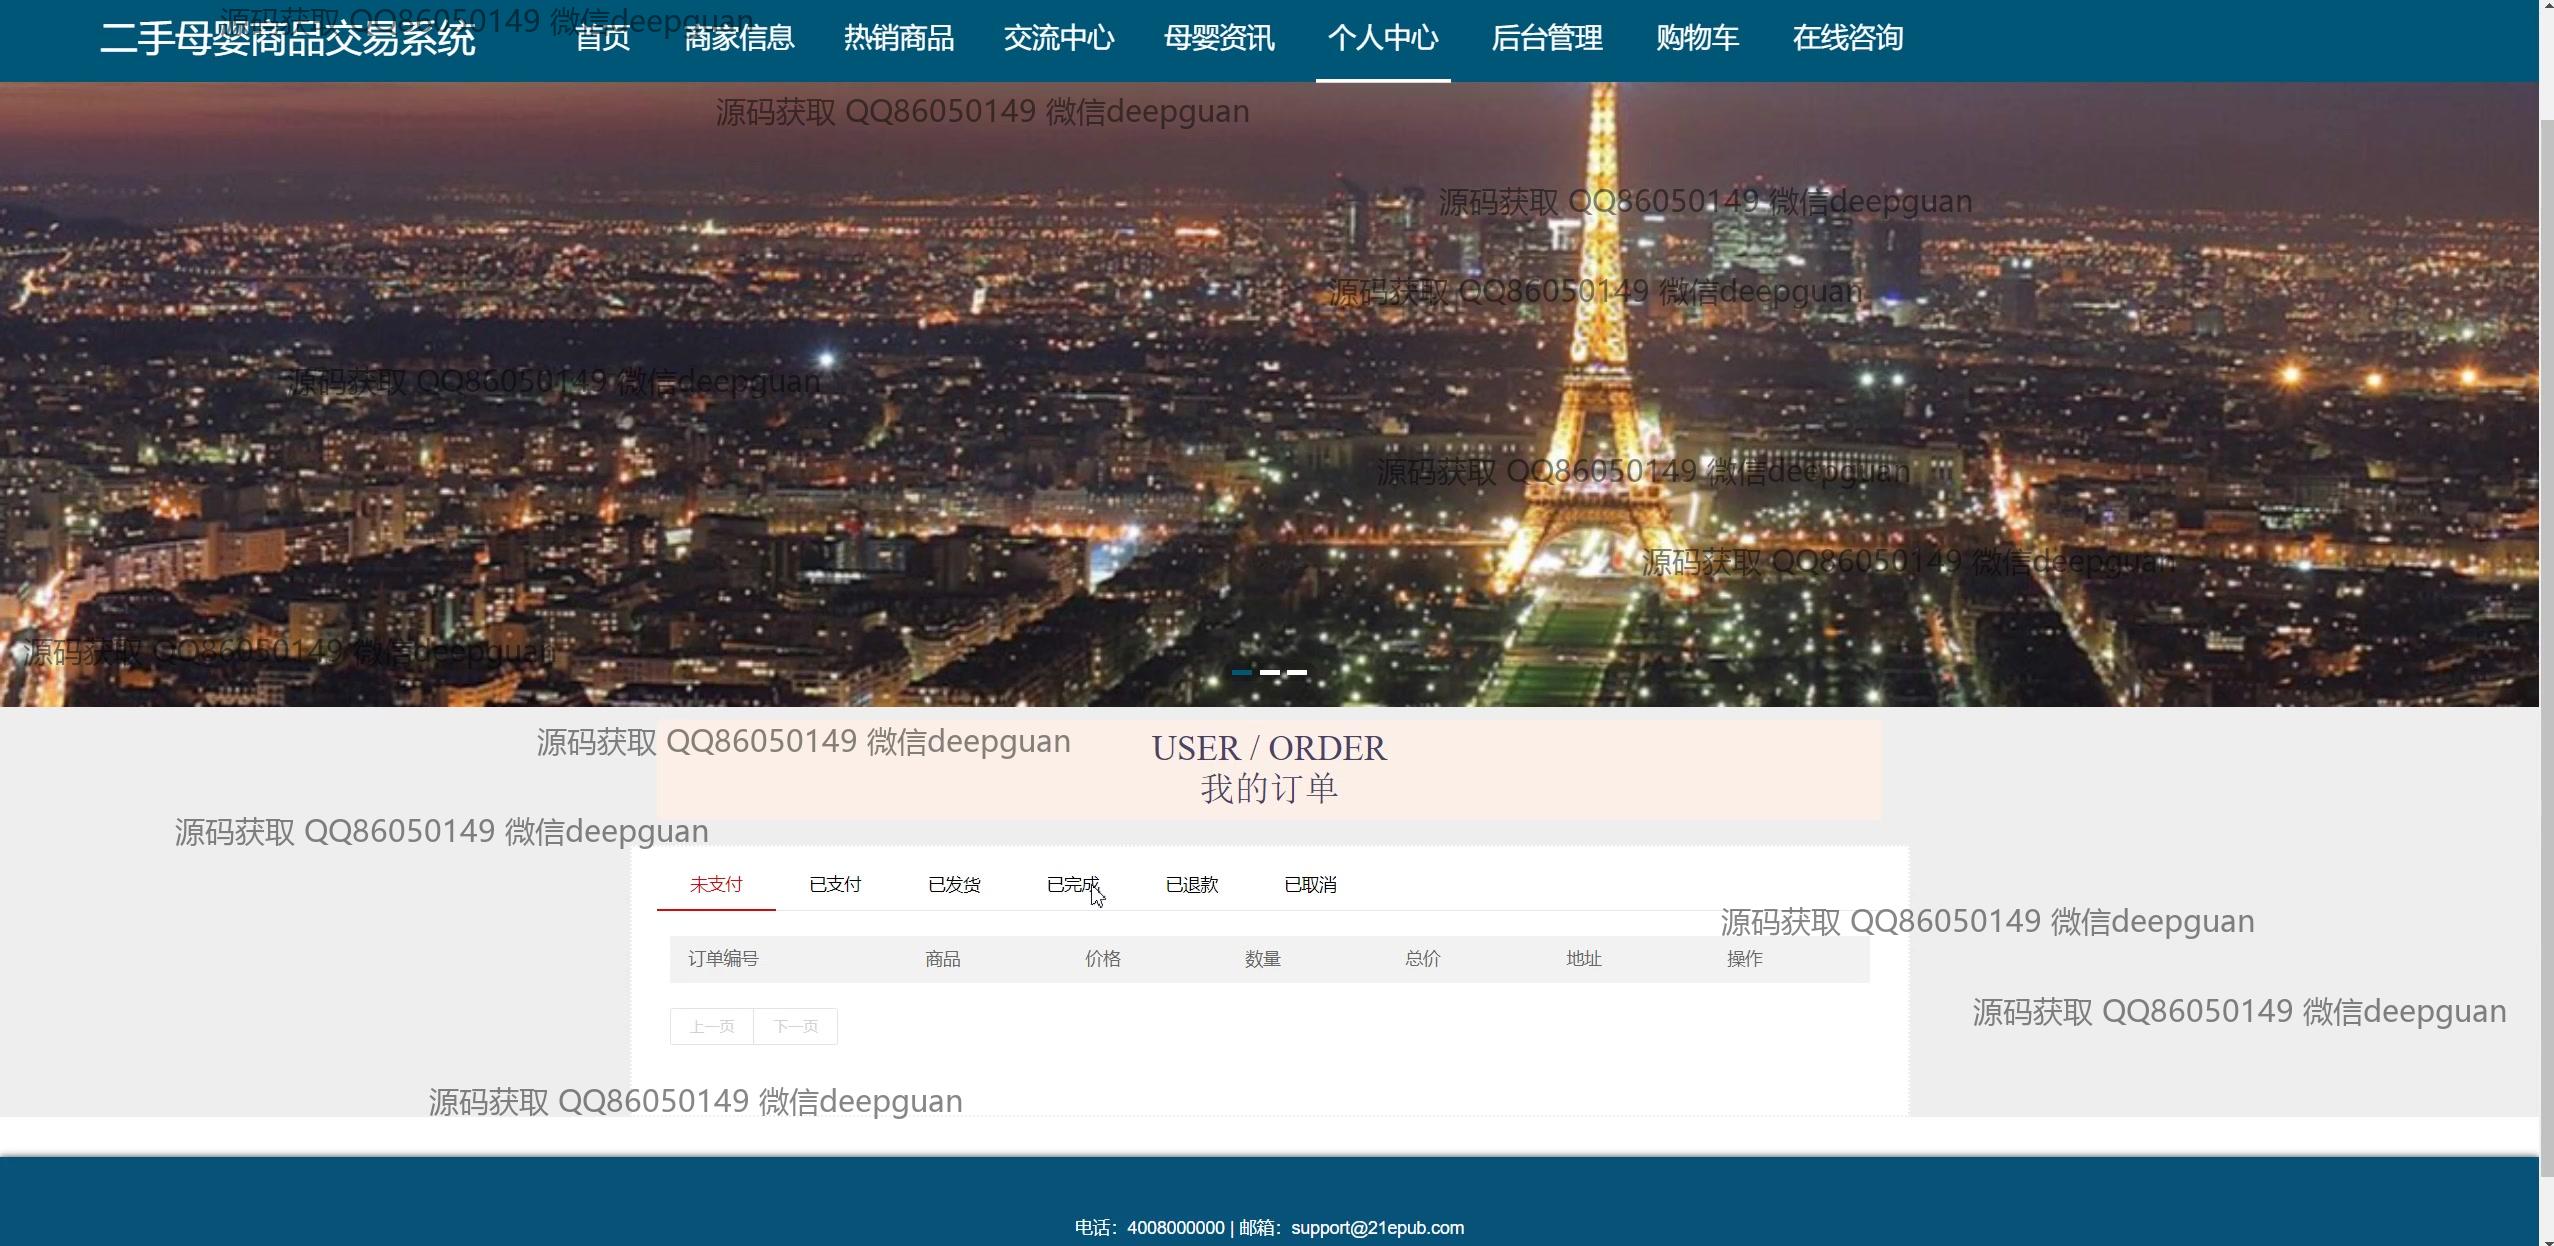 二手母婴商品交易系统
首页 商家信息 热销商品 交流中心 母婴资讯 个人中心 后台管理 购物车 在线咨询
源码获取 QQ86050149 微信deepguan
源码获取 QQ86050149 微信deepguan
源码获取 QQ86050149 微信deepguan
源码获取 QQ86050149 微信deepguan
源码获取 QQ86050149 微信deepguan
源码获取 QQ86050149 微信deepguan
源码获取 QQ86050149 微信deepguan
源码获取 QQ86050149 微信deepguan
源码获取 QQ86050149 微信deepguan
USER / ORDER
我的订单
源码获取 QQ86050149 微信deepguan
未支付 已支付 已发货 已完成 已退款 已取消
源码获取 QQ86050149 微信deepguan
订单编号 商品 价格 数量 总价 地址 操作
源码获取 QQ86050149 微信deepguan
上一页 下一页
源码获取 QQ86050149 微信deepguan
电话：4008000000 | 邮箱：support@21epub.com